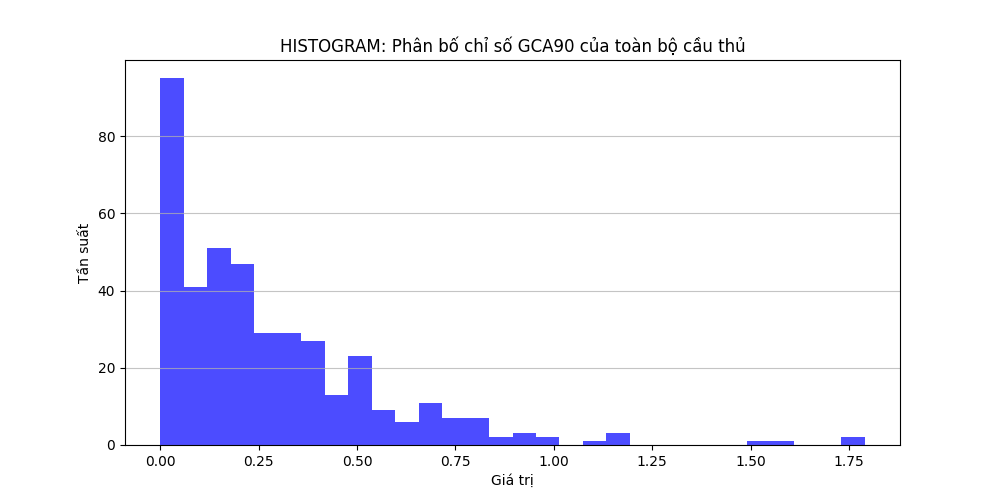 HISTOGRAM: Phân bố chỉ số GCA90 của toàn bộ cầu thủ
Tần suất
80
60
40
20
0
0.00 0.25 0.50 0.75 1.00 1.25 1.50 1.75
Giá trị